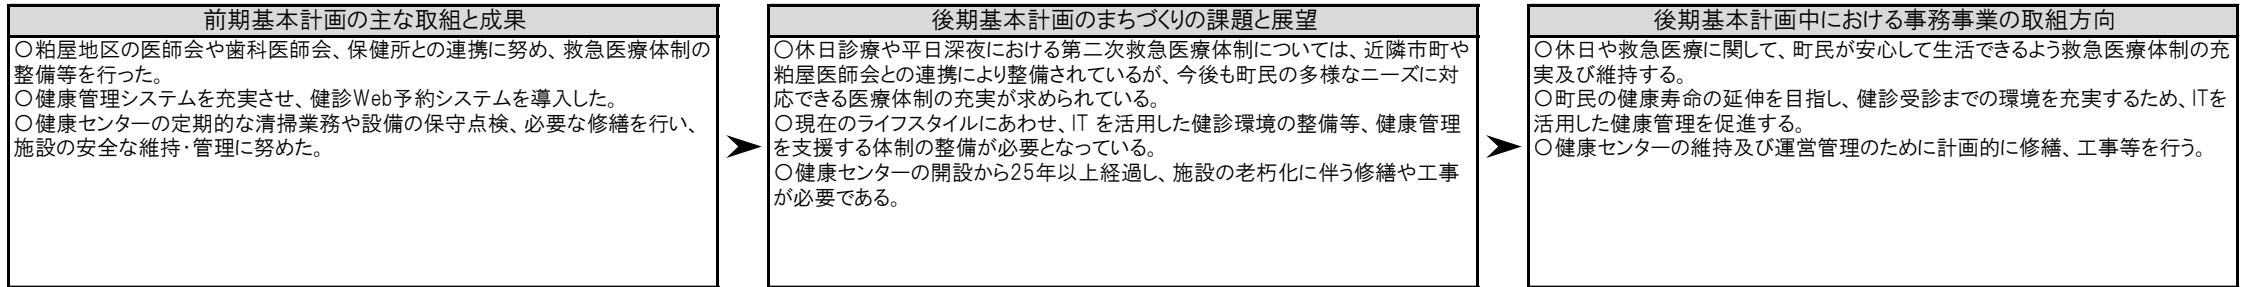 前期基本計画の主な取組と成果
〇粕屋地区の医師会や歯科医師会、保健所との連携に努め、救急医療体制の
整備等を行った。
〇健康管理システムを充実させ、健診Web予約システムを導入した。
〇健康センターの定期的な清掃業務や設備の保守点検、必要な修繕を行い、
施設の安全な維持・管理に努めた。
後期基本計画のまちづくりの課題と展望
〇休日診療や平日深夜における第二次救急医療体制については、近隣市町や
粕屋医師会との連携により整備されているが、今後も町民の多様なニーズに対
応できる医療体制の充実が求められている。
〇現在のライフスタイルにあわせ、IT を活用した健診環境の整備等、健康管理
を支援する体制の整備が必要となっている。
〇健康センターの開設から25年以上経過し、施設の老朽化に伴う修繕や工事
が必要である。
後期基本計画中における事務事業の取組方向
〇休日や救急医療に関して、町民が安心して生活できるよう救急医療体制の充
実及び維持する。
〇町民の健康寿命の延伸を目指し、健診受診までの環境を充実するため、ITを
活用した健康管理を促進する。
〇健康センターの維持及び運営管理のために計画的に修繕、工事等を行う。